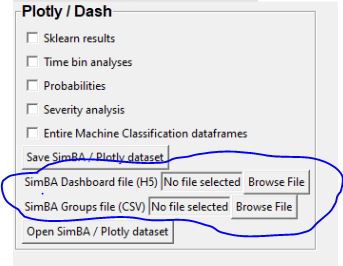 Plotly / Dash
Sklearn results
Time bin analyses
Probabilities
Severity analysis
Entire Machine Classification dataframes
Save SimBA / Plotly dataset
SimBA Dashboard file (H5) No file selected Browse File
SimBA Groups file (CSV) No file selected Browse File
Open SimBA / Plotly dataset